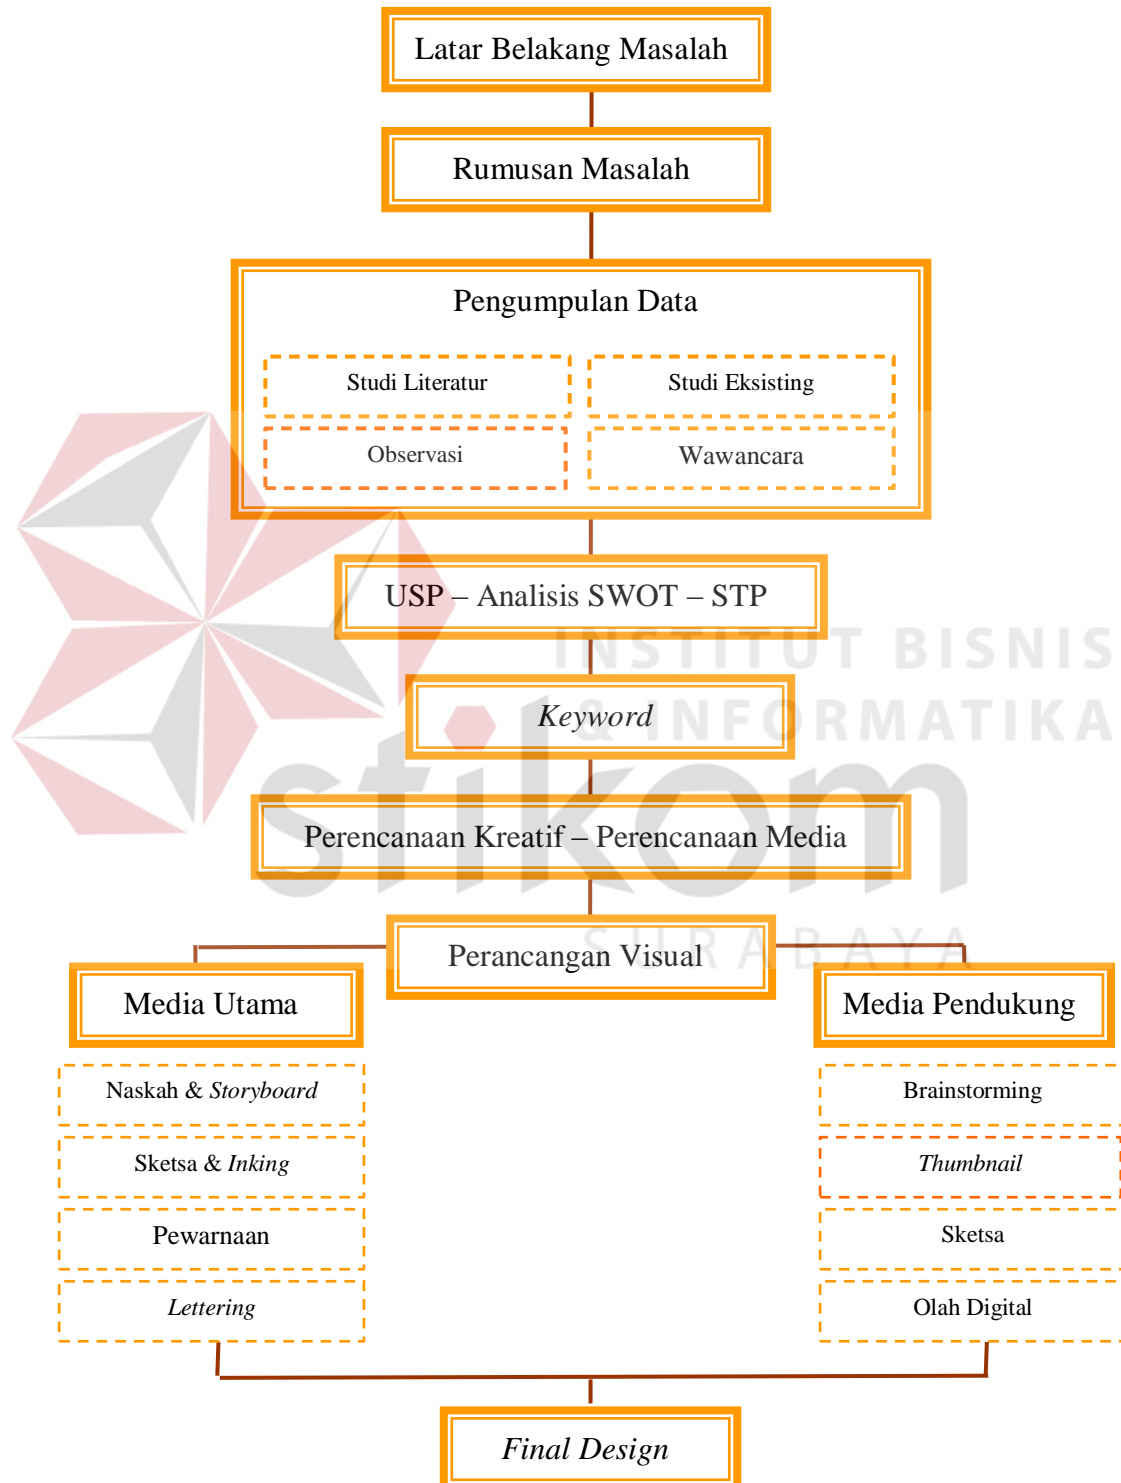 Latar Belakang Masalah
Rumusan Masalah
Pengumpulan Data
Studi Literatur
Studi Eksisting
Observasi
Wawancara
USP – Analisis SWOT – STP
INSTITUT BISNIS
& INFORMATIKA
Keyword
stikom
Perencanaan Kreatif – Perencanaan Media
SURABAYA
Perancangan Visual
Media Utama
Media Pendukung
Naskah & Storyboard
Brainstorming
Sketsa & Inking
Thumbnail
Pewarnaan
Sketsa
Lettering
Olah Digital
Final Design